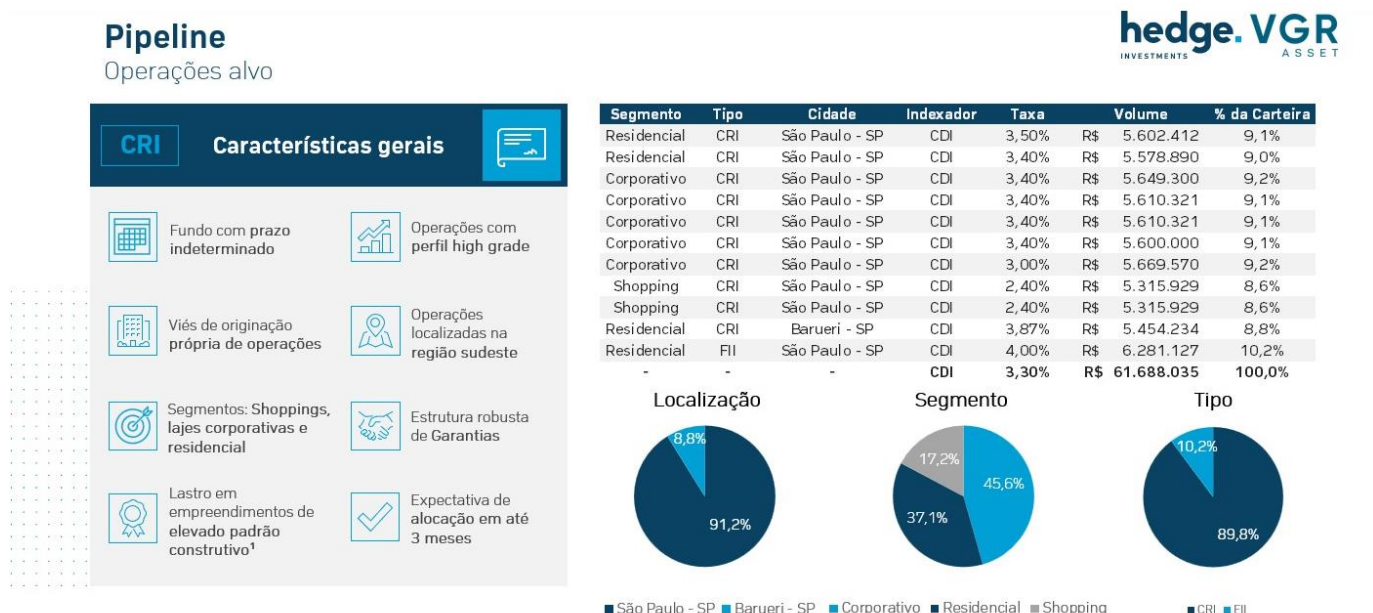 Pipeline
Operações alvo
hedge. VGR
INVESTMENTS
ASSET
CRI
Características gerais
Fundo com prazo
indeterminado
Operações com
perfil high grade
Viés de originação
própria de operações
Operações
localizadas na
região sudeste
Segmentos: Shoppings,
lajes corporativas e
residencial
Estrutura robusta
de Garantias
Lastro em
empreendimentos de
elevado padrão
construtivo¹
Expectativa de
alocação em até
3 meses
Segmento Tipo Cidade Indexador Taxa Volume % da Carteira
Residencial CRI São Paulo - SP CDI 3,50% R$ 5.602.412 9,1%
Residencial CRI São Paulo - SP CDI 3,40% R$ 5.578.890 9,0%
Corporativo CRI São Paulo - SP CDI 3,40% R$ 5.649.300 9,2%
Corporativo CRI São Paulo - SP CDI 3,40% R$ 5.610.321 9,1%
Corporativo CRI São Paulo - SP CDI 3,40% R$ 5.610.321 9,1%
Corporativo CRI São Paulo - SP CDI 3,40% R$ 5.600.000 9,1%
Corporativo CRI São Paulo - SP CDI 3,00% R$ 5.669.570 9,2%
Shopping CRI São Paulo - SP CDI 2,40% R$ 5.315.929 8,6%
Shopping CRI São Paulo - SP CDI 2,40% R$ 5.315.929 8,6%
Residencial CRI Barueri - SP CDI 3,87% R$ 5.454.234 8,8%
Residencial FII São Paulo - SP CDI 4,00% R$ 6.281.127 10,2%
- - - CDI 3,30% R$ 61.688.035 100,0%
Localização
8,8%
91,2%
São Paulo - SP Barueri - SP
Segmento
17,2%
45,6%
37,1%
Corporativo Residencial Shopping
Tipo
10,2%
89,8%
CRI FII